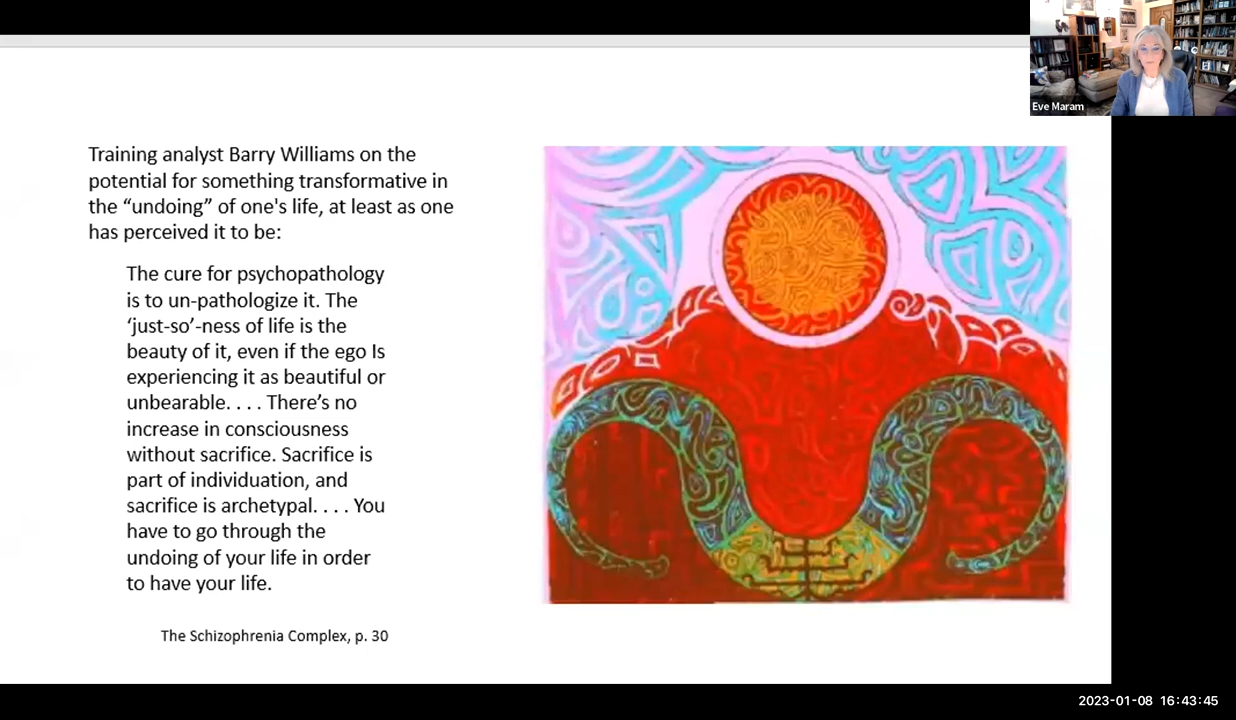 Eve Maram
Training analyst Barry Williams on the
potential for something transformative in
the “undoing” of one's life, at least as one
has perceived it to be:
The cure for psychopathology
is to un-pathologize it. The
‘just-so’-ness of life is the
beauty of it, even if the ego Is
experiencing it as beautiful or
unbearable. . . . There’s no
increase in consciousness
without sacrifice. Sacrifice is
part of individuation, and
sacrifice is archetypal. . . . You
have to go through the
undoing of your life in order
to have your life.
The Schizophrenia Complex, p. 30
2023-01-08 16:43:45